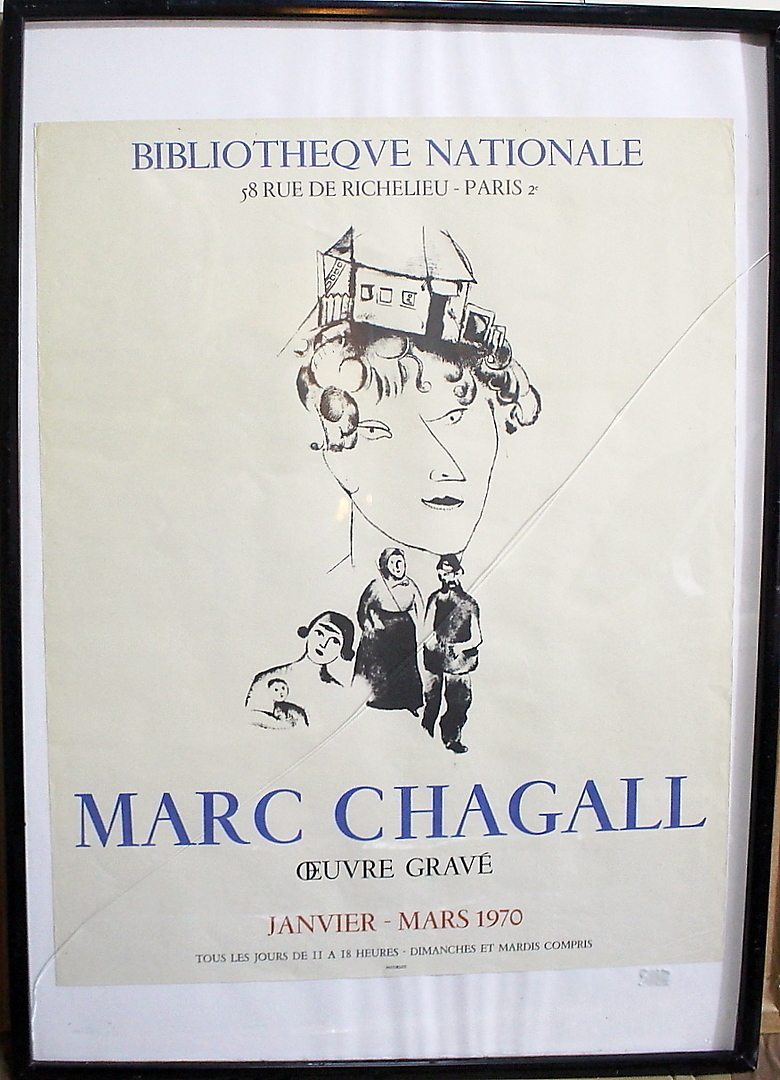 BIBLIOTHEQVE NATIONALE
58 RUE DE RICHELIEU - PARIS 2e
MARC CHAGALL
ŒUVRE GRAVÉ
JANVIER - MARS 1970
TOUS LES JOURS DE 11 A 18 HEURES - DIMANCHES ET MARDIS COMPRIS